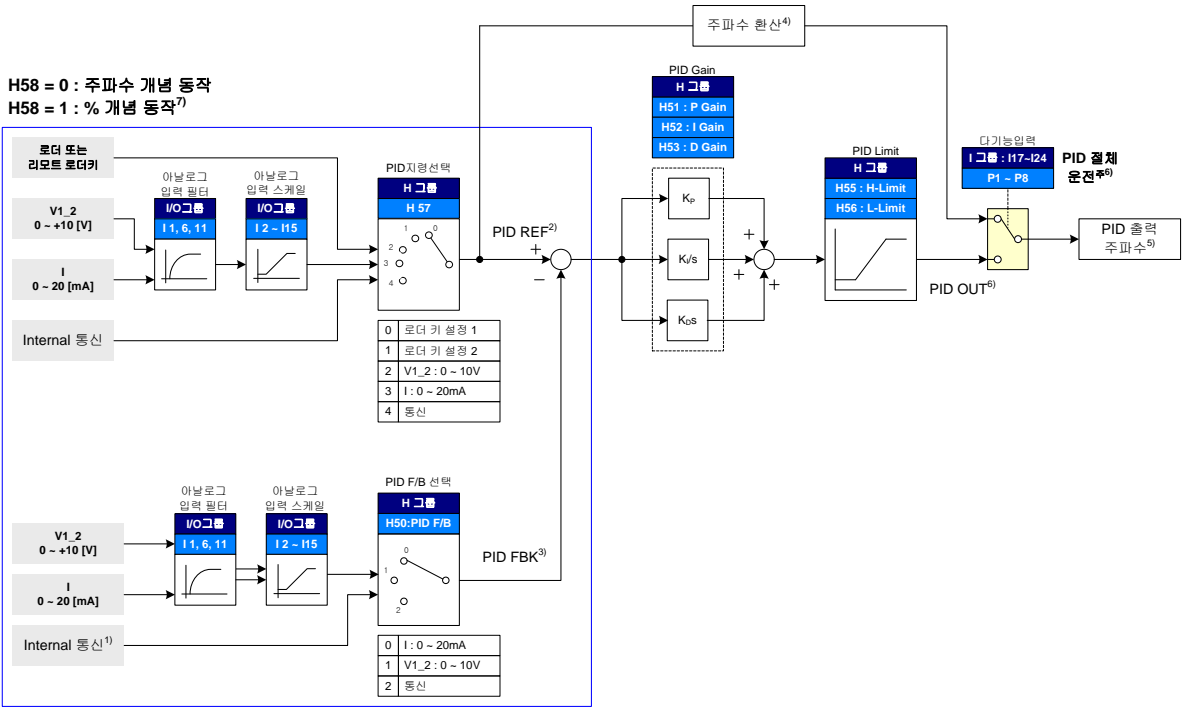 주파수 환산4)
H58 = 0 : 주파수 개념 동작
H58 = 1 : % 개념 동작7)
PID Gain
H 그룹
H51 : P Gain
H52 : I Gain
H53 : D Gain
로더 또는
리모트 로더키
V1_2
0 ~ +10 [V]
I
0 ~ 20 [mA]
Internal 통신
아날로그
입력 필터
I/O그룹
I 1, 6, 11
아날로그
입력 스케일
I/O그룹
I 2 ~ I15
PID지령선택
H 그룹
H 57
0
1
2
3
4
PID REF2)
+
−
0 로더 키 설정 1
1 로더 키 설정 2
2 V1_2 : 0 ~ 10V
3 I : 0 ~ 20mA
4 통신
KP
KI/s
KDs
+
+
+
PID Limit
H 그룹
H55 : H-Limit
H56 : L-Limit
PID OUT6)
다기능입력
I 그룹 : I17~I24
P1 ~ P8
PID 절체
운전주6)
PID 출력
주파수5)
V1_2
0 ~ +10 [V]
I
0 ~ 20 [mA]
Internal 통신1)
아날로그
입력 필터
I/O그룹
I 1, 6, 11
아날로그
입력 스케일
I/O그룹
I 2 ~ I15
PID F/B 선택
H 그룹
H50:PID F/B
0
1
2
PID FBK3)
0 I : 0 ~ 20mA
1 V1_2 : 0 ~ 10V
2 통신